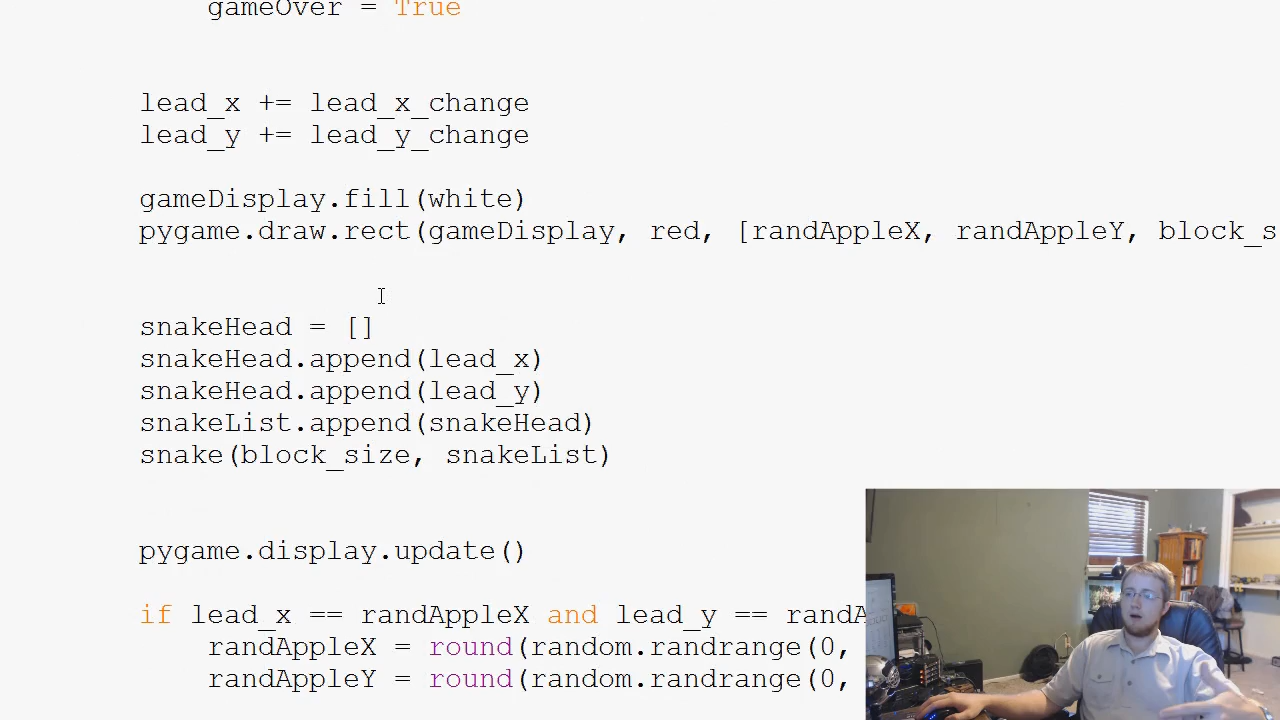 gameOver = True
lead_x += lead_x_change
lead_y += lead_y_change
gameDisplay.fill(white)
pygame.draw.rect(gameDisplay, red, [randAppleX, randAppleY, block_s
snakeHead = []
snakeHead.append(lead_x)
snakeHead.append(lead_y)
snakeList.append(snakeHead)
snake(block_size, snakeList)
pygame.display.update()
if lead_x == randAppleX and lead_y == randA
randAppleX = round(random.randrange(0,
randAppleY = round(random.randrange(0,